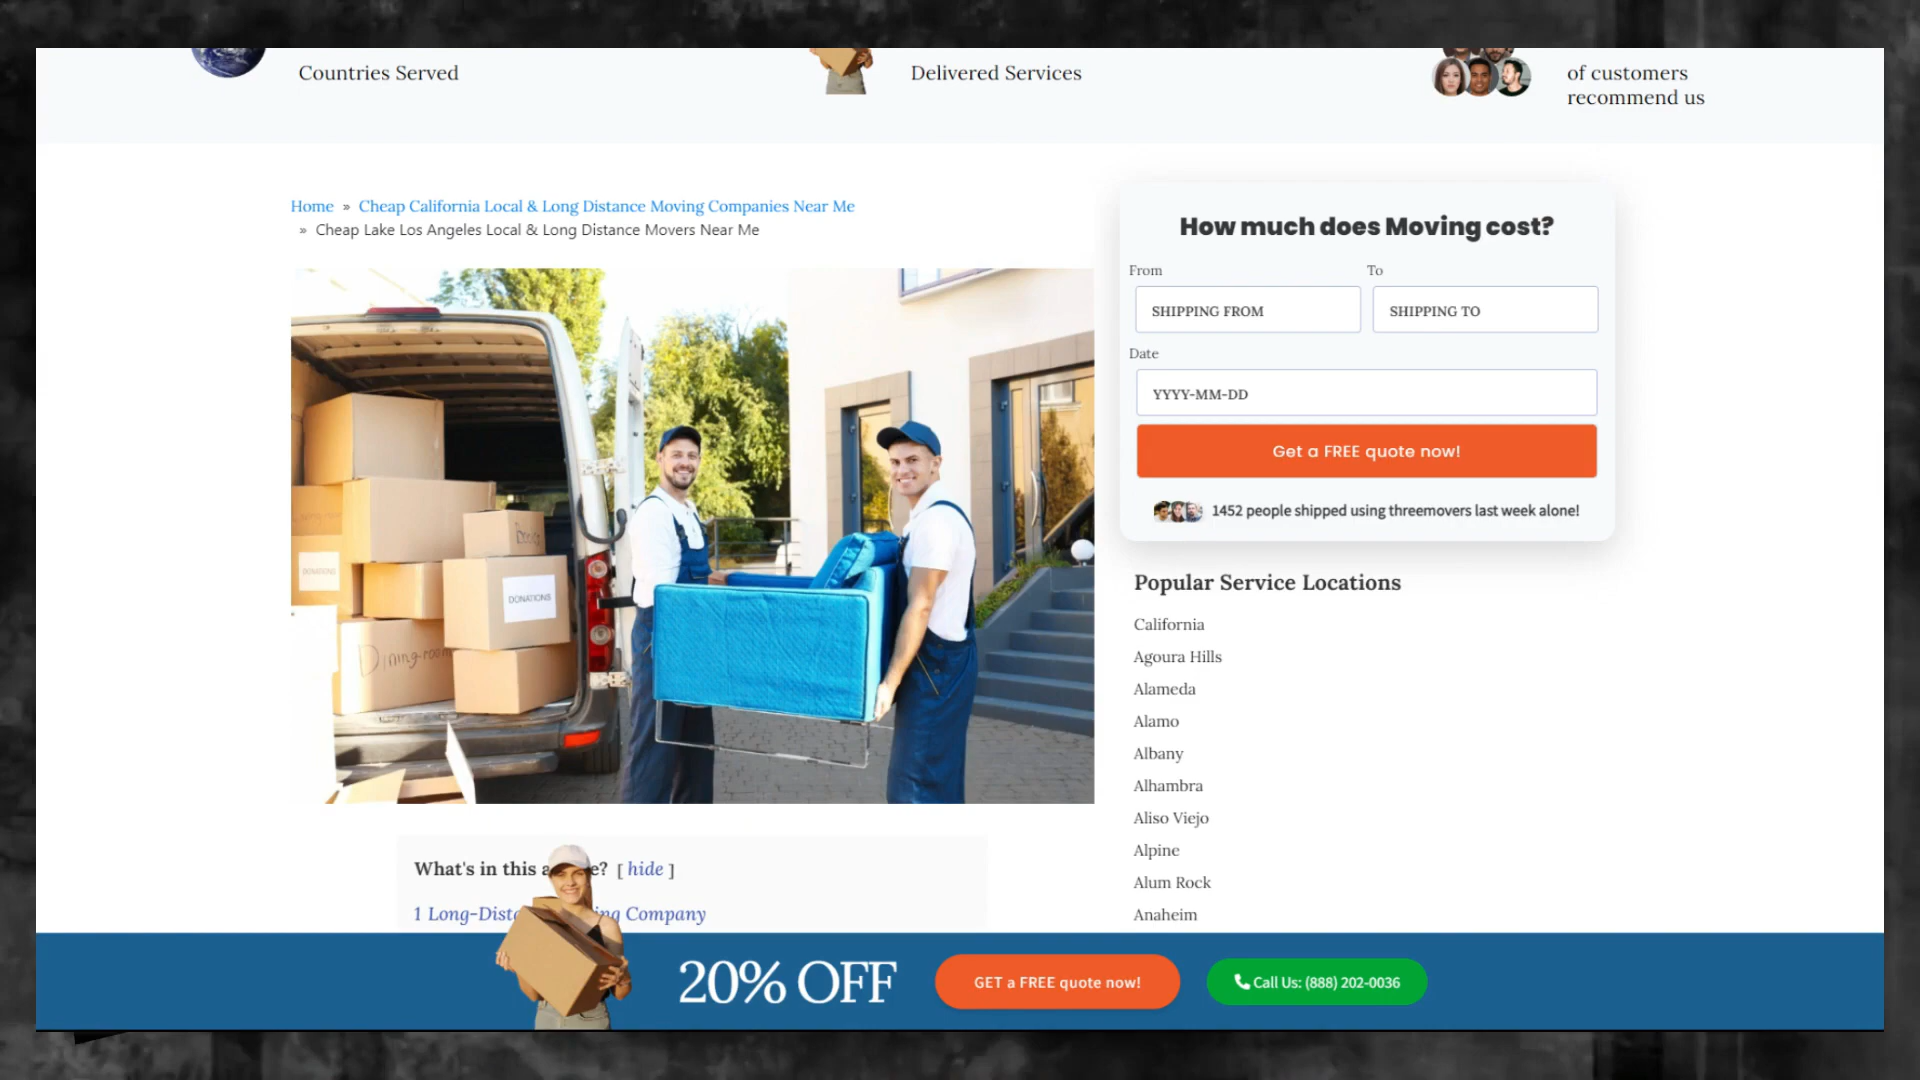 Countries Served
Delivered Services
of customers
recommend us
Home » Cheap California Local & Long Distance Moving Companies Near Me
» Cheap Lake Los Angeles Local & Long Distance Movers Near Me
DONATIONS
DONATIONS
Dining-room
How much does Moving cost?
From To
SHIPPING FROM SHIPPING TO
Date
YYYY-MM-DD
Get a FREE quote now!
1452 people shipped using threemovers last week alone!
Popular Service Locations
California
Agoura Hills
Alameda
Alamo
Albany
Alhambra
Aliso Viejo
Alpine
Alum Rock
Anaheim
What's in this a e? [ hide ]
1 Long-Dist ng Company
20% OFF
GET a FREE quote now!
Call Us: (888) 202-0036